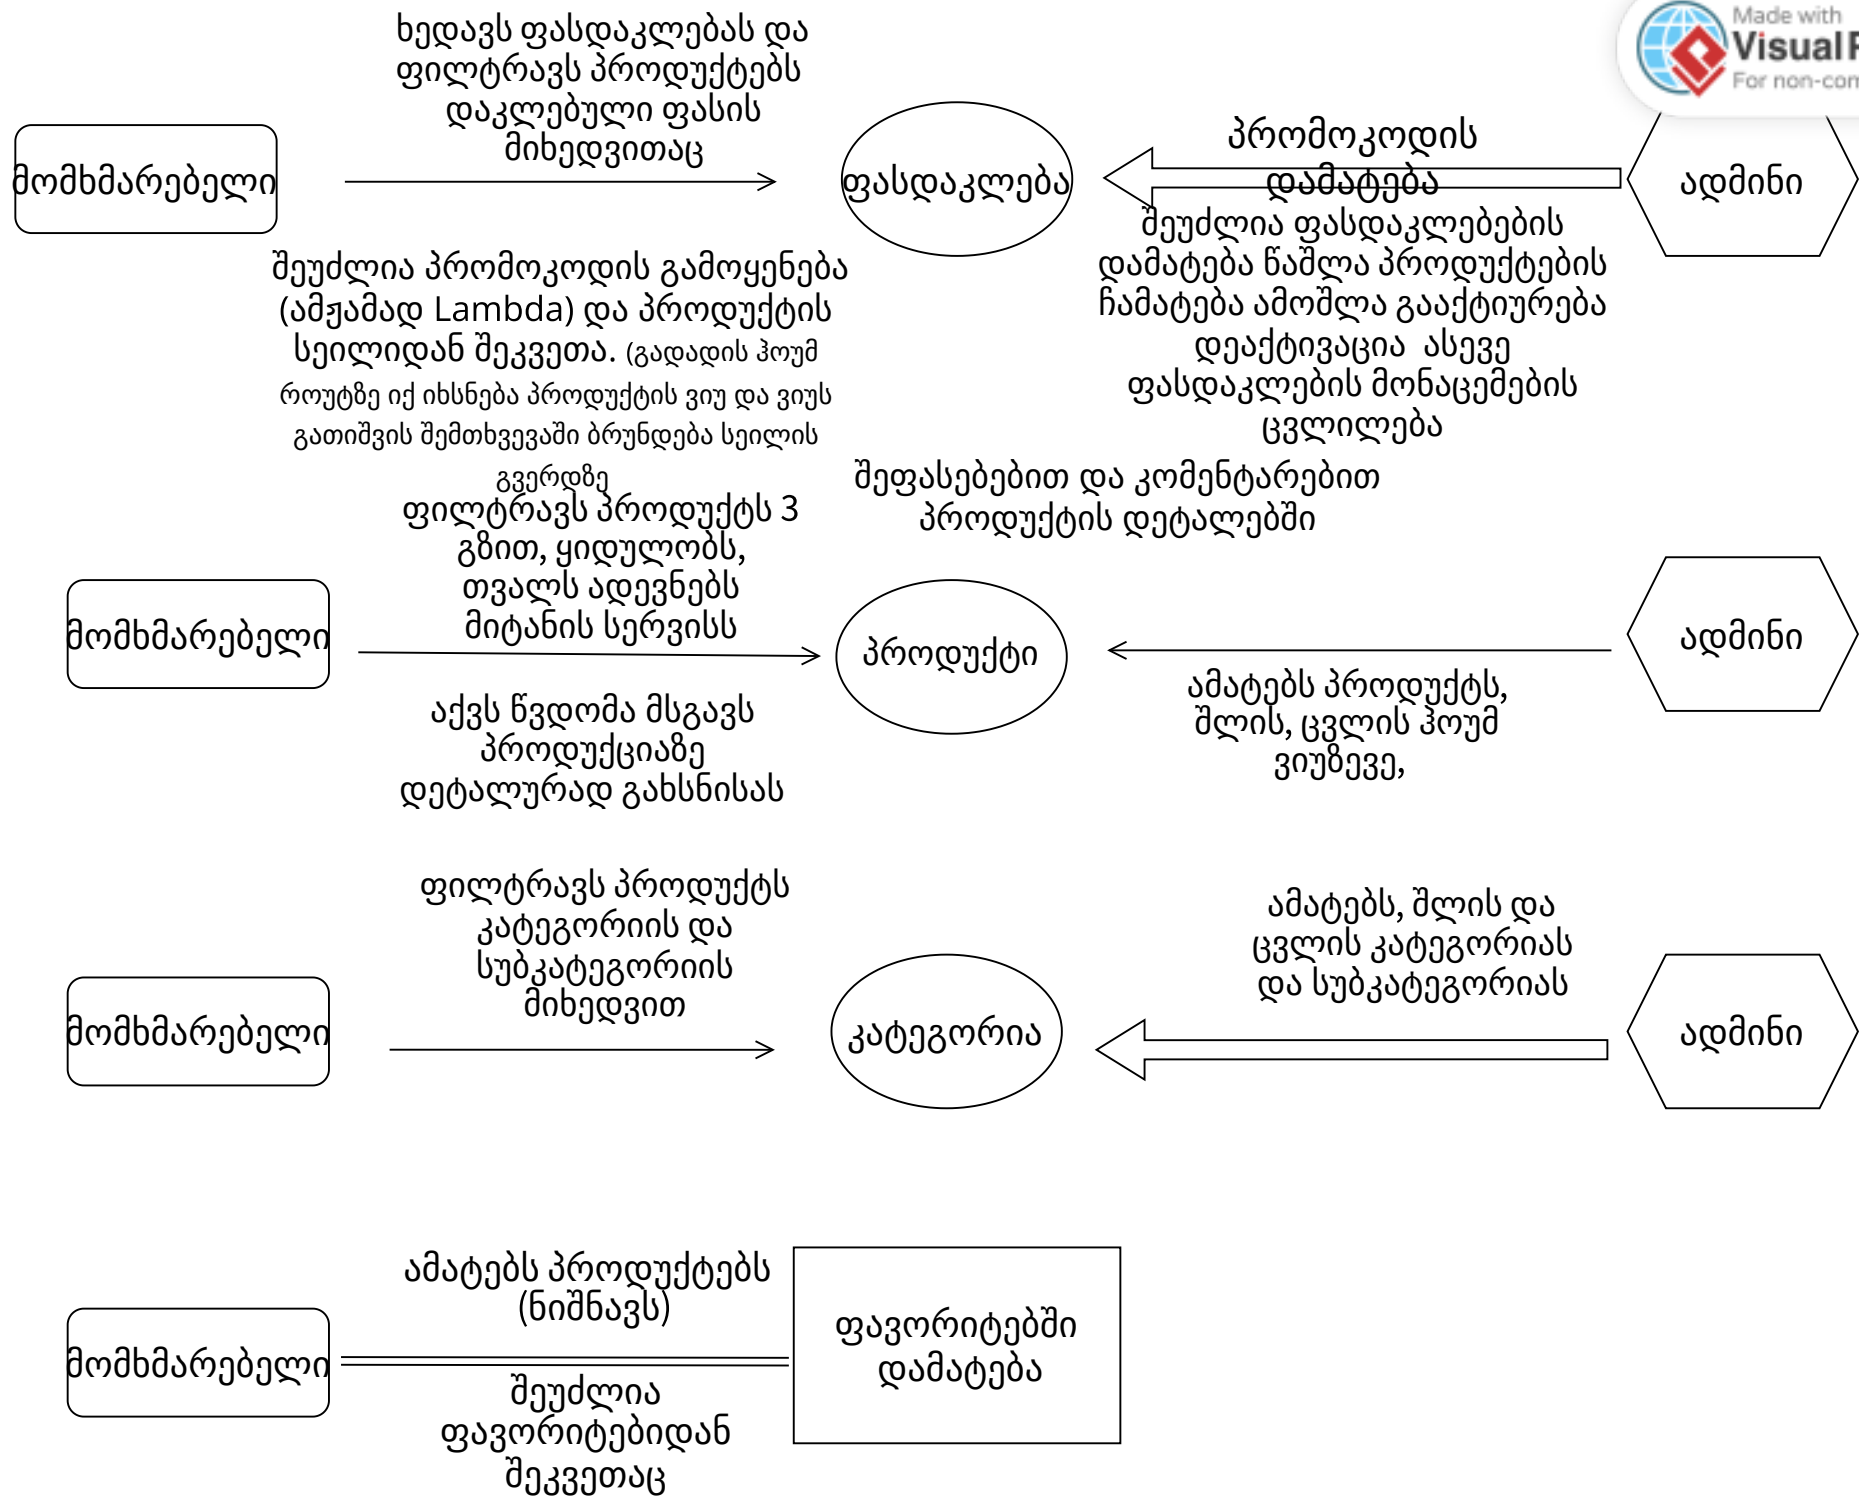 Made with
Visual
For
ხედავს ფასდაკლებას და
ფილტრავს პროდუქტებს
დაკლებული ფასის
მიხედვითაც
მომხმარებელი
ფასდაკლება
პრომოკოდის
დამატება
ადმინი
შეუძლია პრომოკოდის გამოყენება
(ამჟამად Lambda) და პროდუქტის
სეილიდან შეკვეთა. (გადადის ჰოუმ
როუტზე იქ იხსნება პროდუქტის ვიუ და ვიუს
გათიშვის შემთხვევაში ბრუნდება სეილის
გვერდზე
შეუძლია ფასდაკლებების
დამატება წაშლა პროდუქტების
ჩამატება ამოშლა გააქტიურება
დეაქტივაცია ასევე
ფასდაკლების მონაცემების
ცვლილება
ფილტრავს პროდუქტს 3
გზით, ყიდულობს,
თვალს ადევნებს
მიტანის სერვისს
შეფასებებით და კომენტარებით
პროდუქტის დეტალებში
მომხმარებელი
პროდუქტი
ადმინი
აქვს წვდომა მსგავს
პროდუქციაზე
დეტალურად გახსნისას
ამატებს პროდუქტს,
შლის, ცვლის ჰოუმ
ვიუზევე,
ფილტრავს პროდუქტს
კატეგორიის და
სუბკატეგორიის
მიხედვით
ამატებს, შლის და
ცვლის კატეგორიას
და სუბკატეგორიას
მომხმარებელი
კატეგორია
ადმინი
ამატებს პროდუქტებს
(ნიშნავს)
მომხმარებელი
ფავორიტებში
დამატება
შეუძლია
ფავორიტებიდან
შეკვეთაც